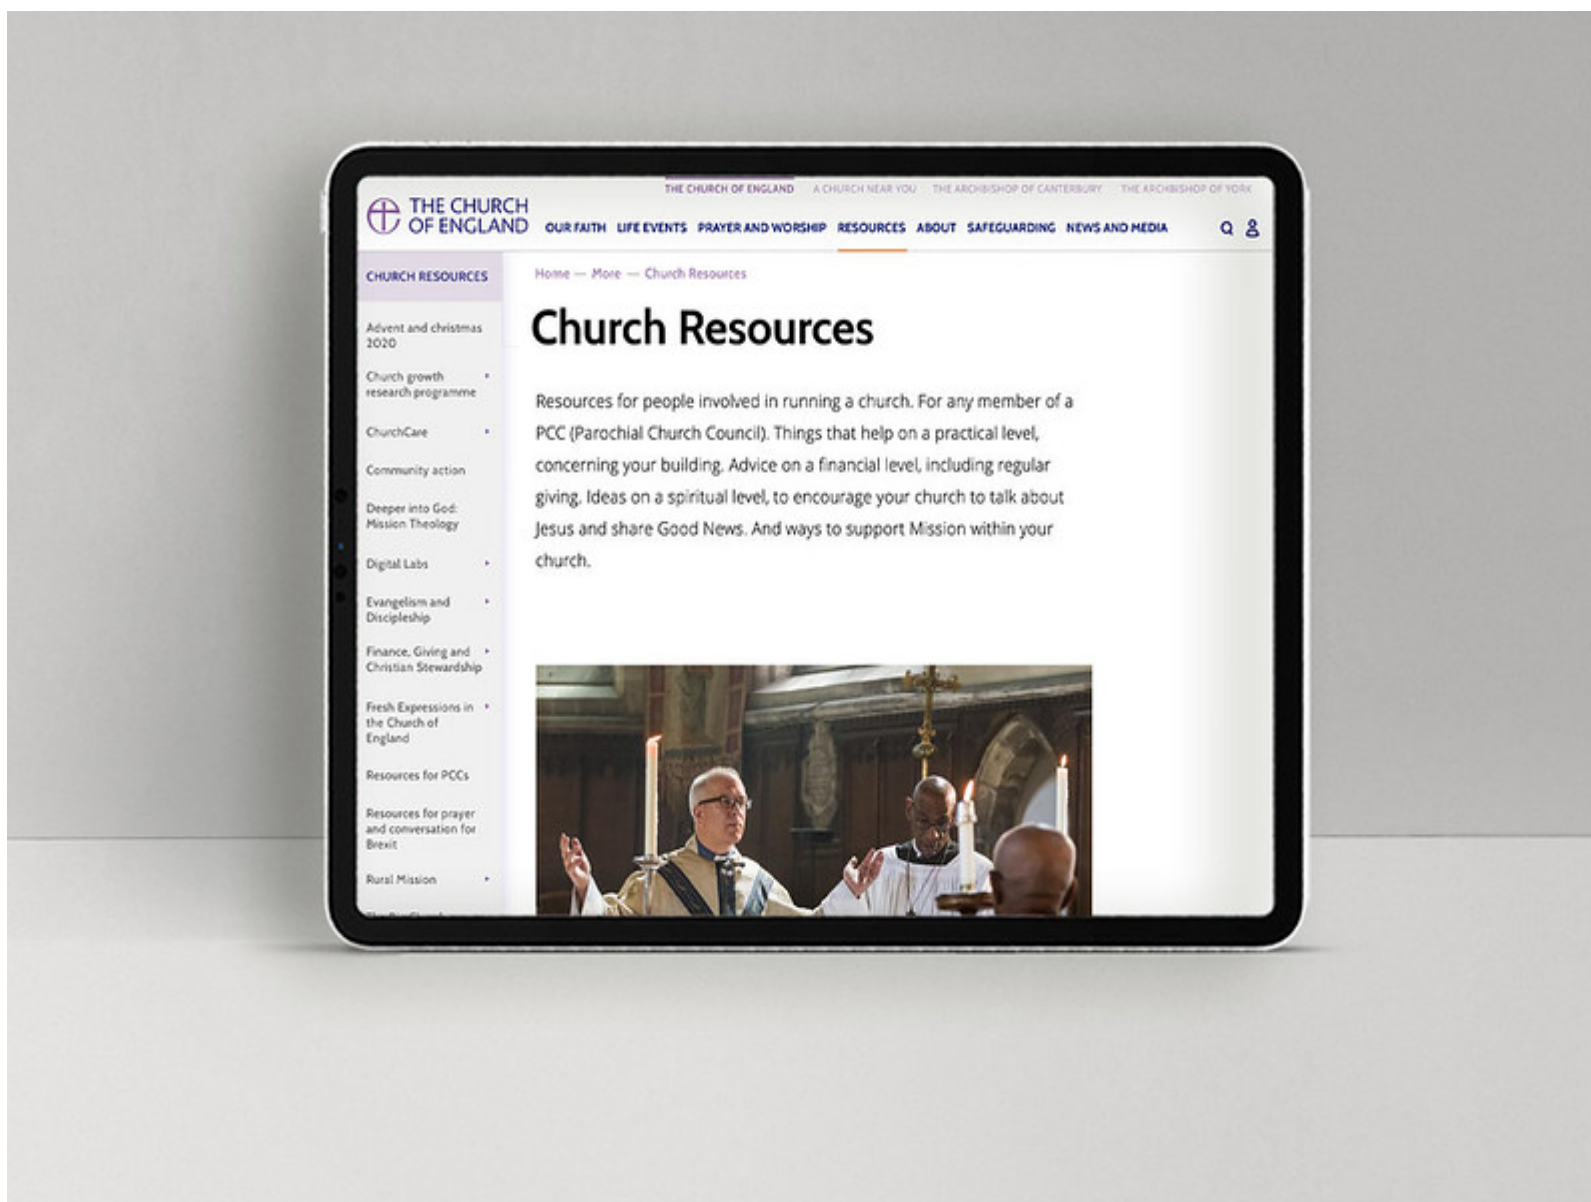 THE CHURCH OF ENGLAND A CHURCH NEAR YOU THE ARCHBISHOP OF CANTERBURY THE ARCHBISHOP OF YORK
THE CHURCH
OF ENGLAND
OUR FAITH LIFE EVENTS PRAYER AND WORSHIP RESOURCES ABOUT SAFEGUARDING NEWS AND MEDIA
CHURCH RESOURCES
Advent and christmas
2020
Church growth
research programme
ChurchCare
Community action
Deeper into God:
Mission Theology
Digital Labs
Evangelism and
Discipleship
Finance, Giving and
Christian Stewardship
Fresh Expressions in
the Church of
England
Resources for PCCs
Resources for prayer
and conversation for
Brexit
Rural Mission
Home — More — Church Resources
Church Resources
Resources for people involved in running a church. For any member of a
PCC (Parochial Church Council). Things that help on a practical level,
concerning your building. Advice on a financial level, including regular
giving. Ideas on a spiritual level, to encourage your church to talk about
Jesus and share Good News. And ways to support Mission within your
church.